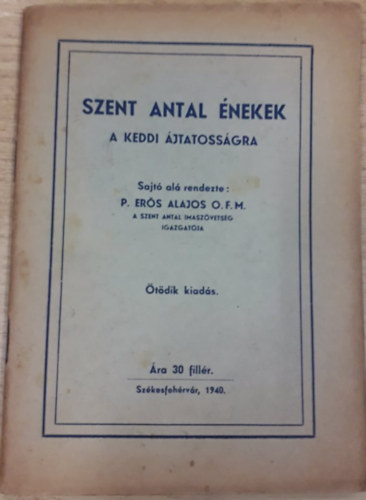 SZENT ANTAL ÉNEKEK
A KEDDI ÁJTATOSSÁGRA
Sajtó alá rendezte:
P. ERŐS ALAJOS O. F. M.
A SZENT ANTAL IMASZÖVETSÉG
IGAZGATÓJA
Ötödik kiadás.
Ára 30 fillér.
Székesfehérvár, 1940.